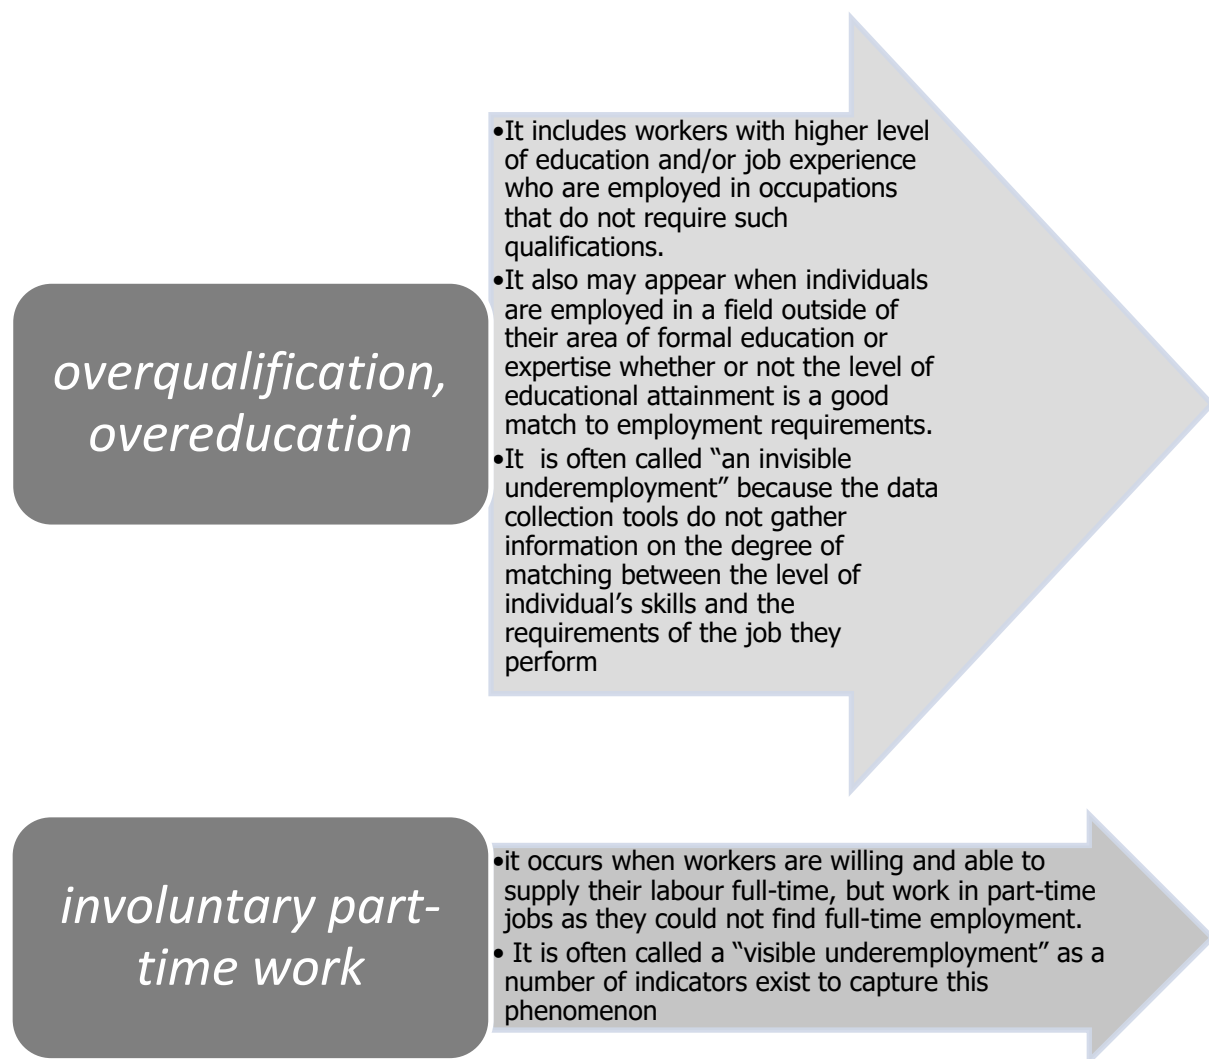 overqualification,
overeducation
•It includes workers with higher level
of education and/or job experience
who are employed in occupations
that do not require such
qualifications.
•It also may appear when individuals
are employed in a field outside of
their area of formal education or
expertise whether or not the level of
educational attainment is a good
match to employment requirements.
•It  is often called “an invisible
underemployment” because the data
collection tools do not gather
information on the degree of
matching between the level of
individual’s skills and the
requirements of the job they
perform
involuntary part-
time work
•it occurs when workers are willing and able to
supply their labour full-time, but work in part-time
jobs as they could not find full-time employment.
• It is often called a “visible underemployment” as a
number of indicators exist to capture this
phenomenon